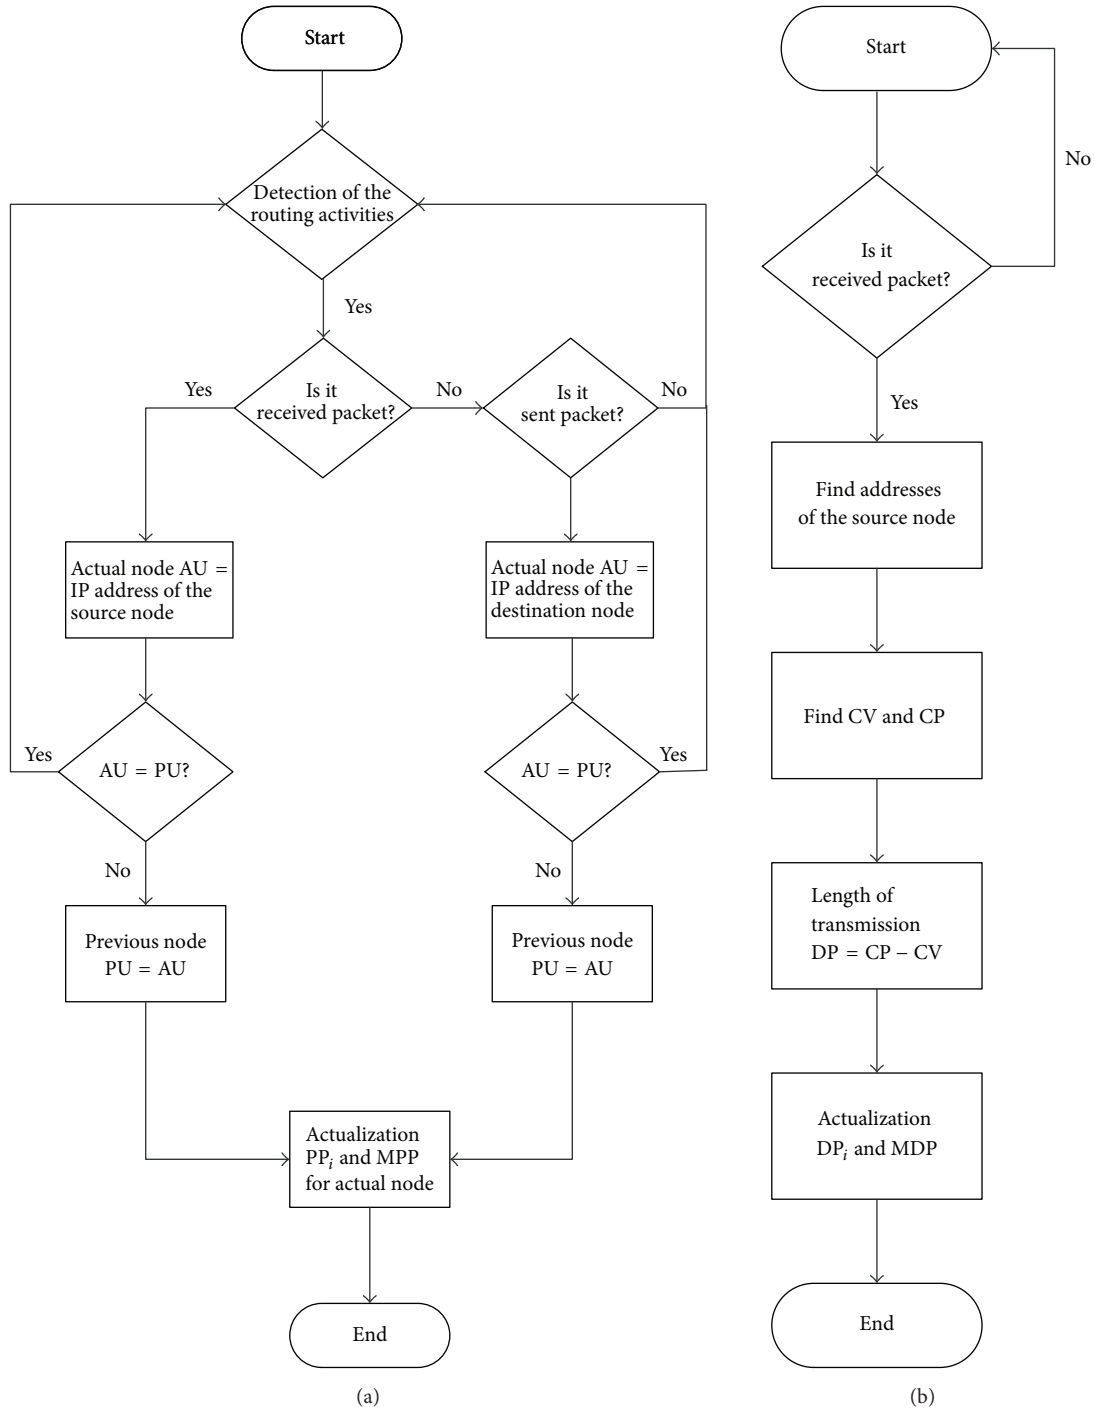 Start
Detection of the
routing activities
Yes
Is it
received packet?
Yes
No
Is it
sent packet?
No
Actual node AU =
IP address of the
source node
Actual node AU =
IP address of the
destination node
AU = PU?
Yes
No
AU = PU?
Yes
No
Previous node
PU = AU
Previous node
PU = AU
Actualization
PPᵢ and MPP
for actual node
End
(a)
Start
No
Is it
received packet?
Yes
Find addresses
of the source node
Find CV and CP
Length of
transmission
DP = CP − CV
Actualization
DPᵢ and MDP
End
(b)